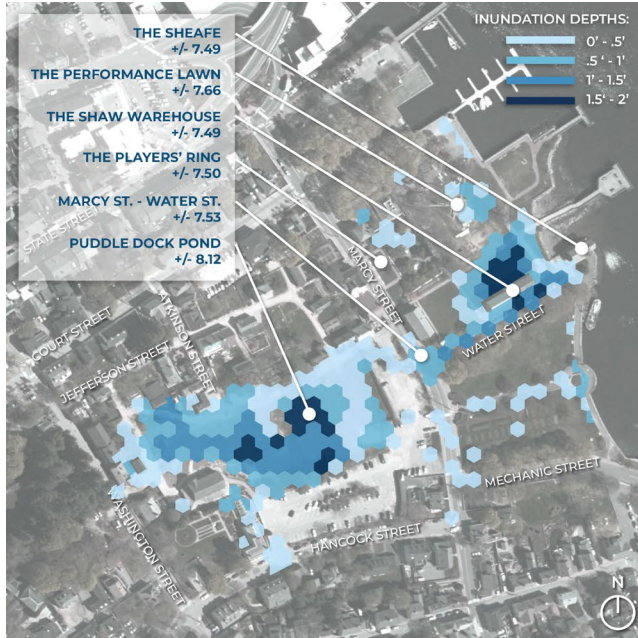 THE SHEAFE
+/- 7.49
THE PERFORMANCE LAWN
+/- 7.66
THE SHAW WAREHOUSE
+/- 7.49
THE PLAYERS' RING
+/- 7.50
MARCY ST. - WATER ST.
+/- 7.53
PUDDLE DOCK POND
+/- 8.12
INUNDATION DEPTHS:
0' - .5'
.5 ' - 1'
1' - 1.5'
1.5' - 2'
STATE STREET
COURT STREET
JEFFERSON STREET
ATKINSON STREET
MARCY STREET
WATER STREET
MECHANIC STREET
WASHINGTON STREET
HANCOCK STREET
N